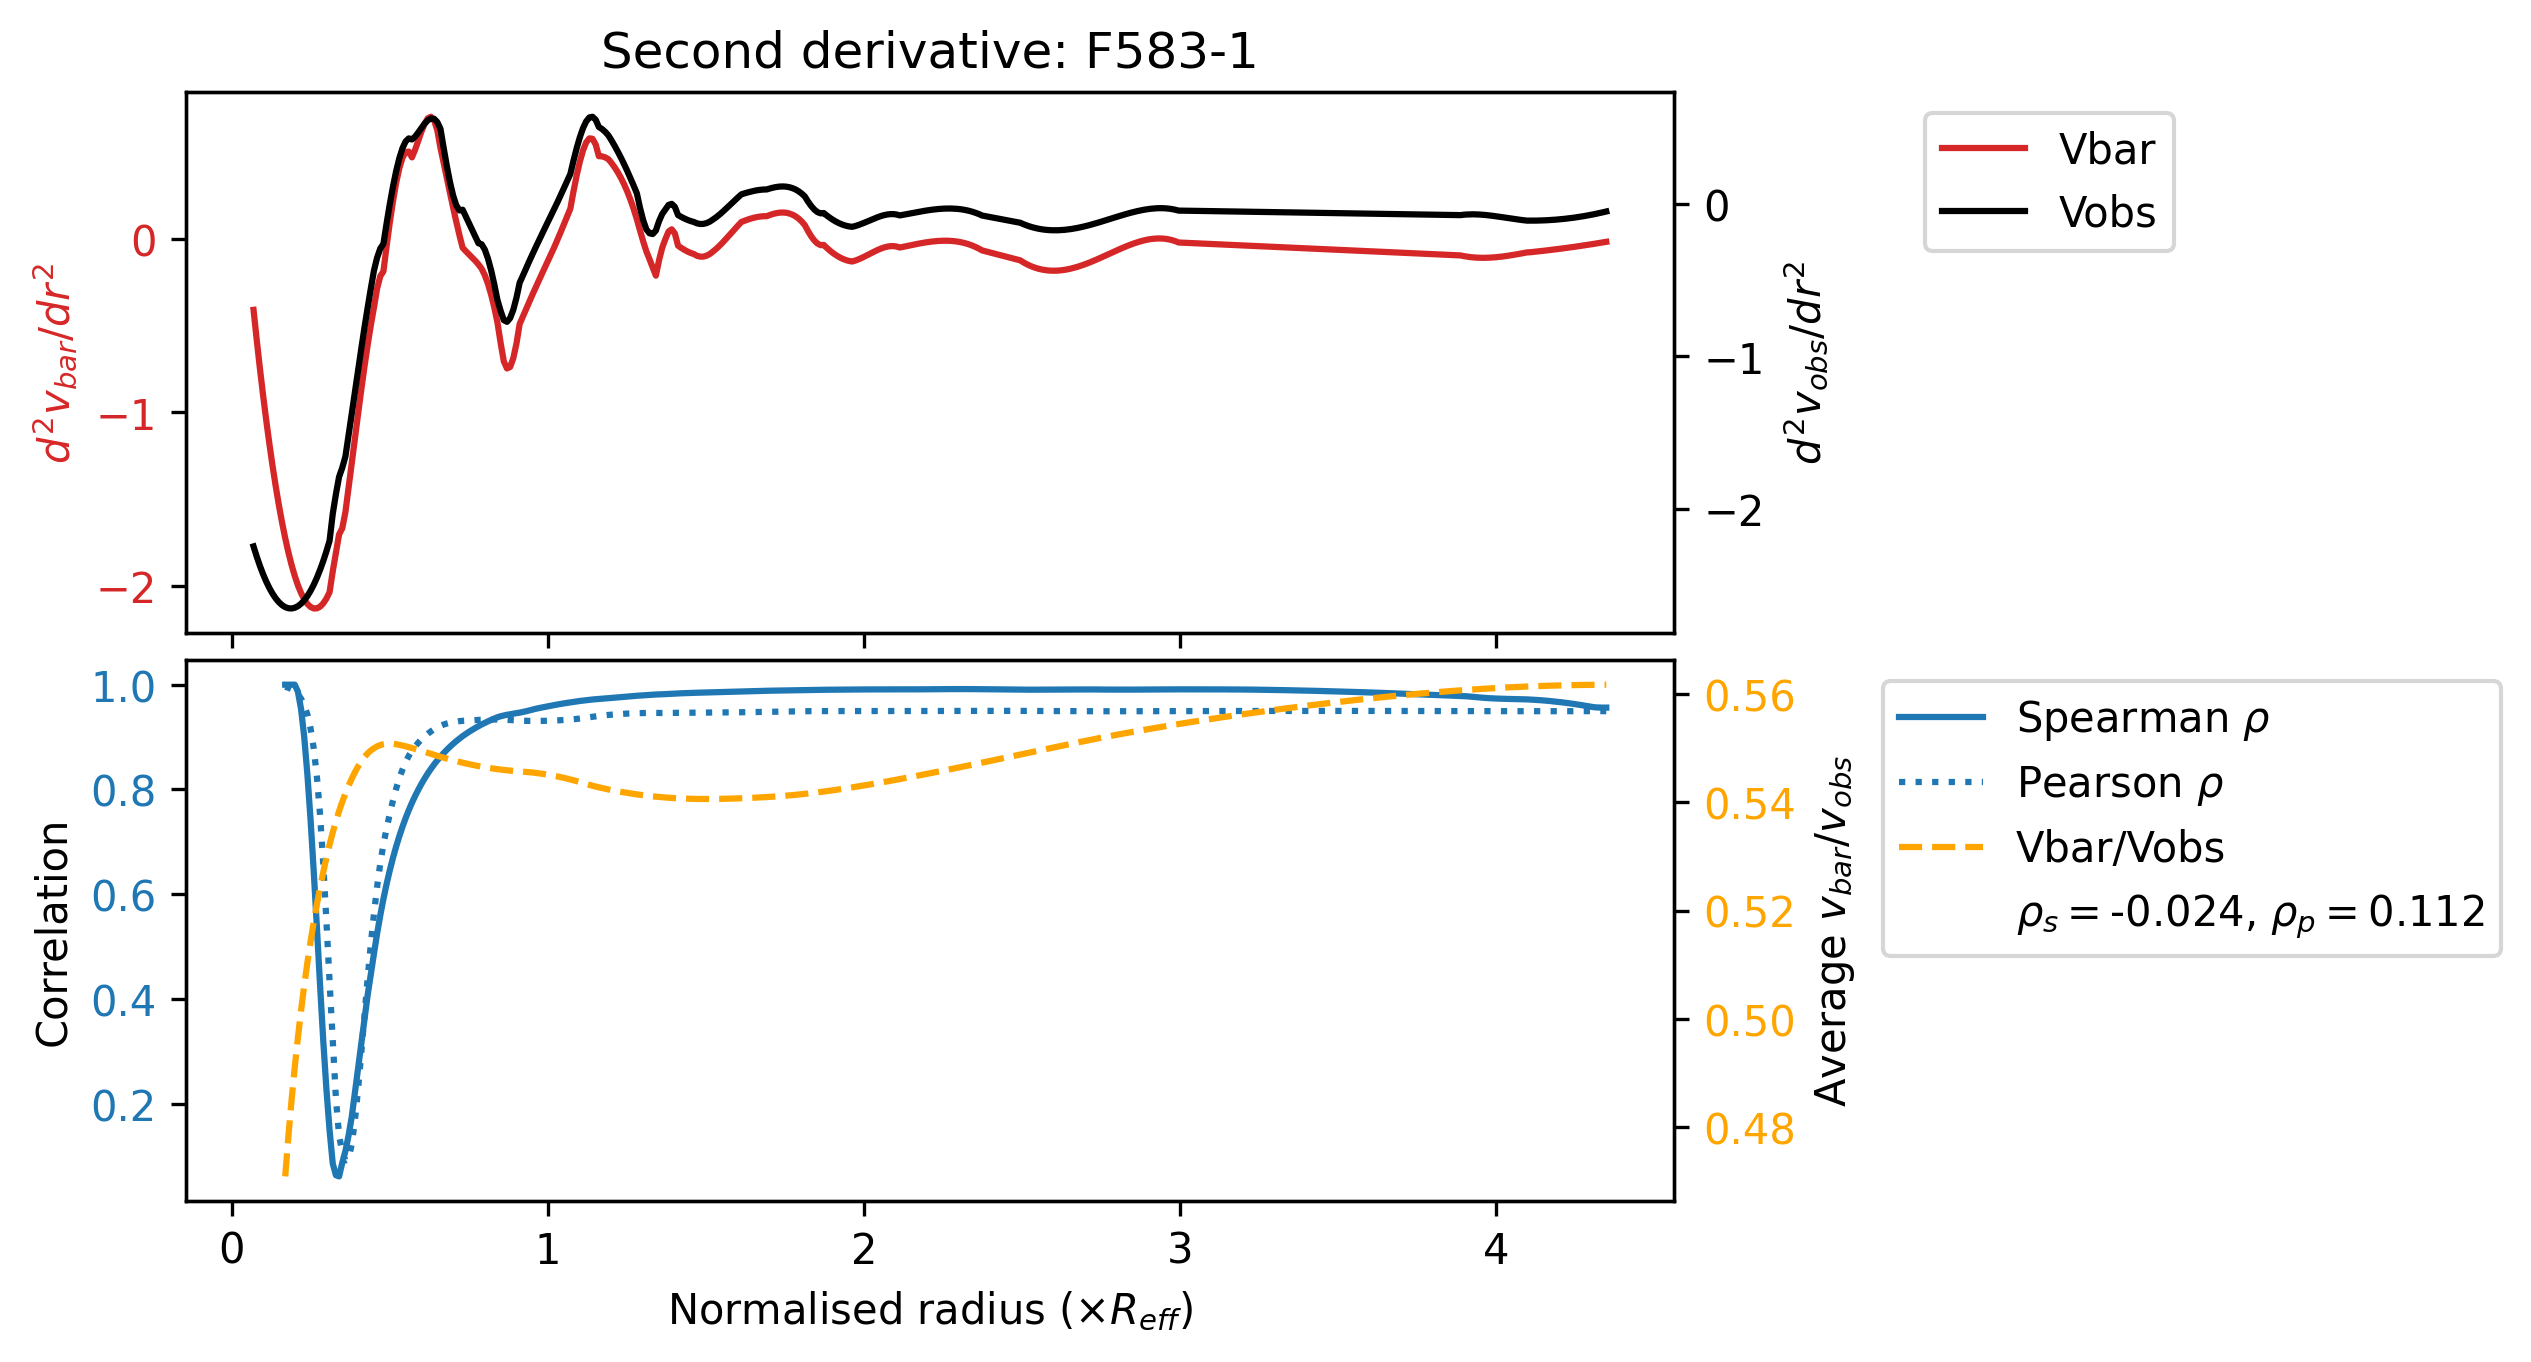 Second derivative: F583-1
d²v_bar/dr²
0
−1
−2
0
−1
−2
d²v_obs/dr²
Vbar
Vobs
Correlation
1.0
0.8
0.6
0.4
0.2
0.56
0.54
0.52
0.50
0.48
Average v_bar/v_obs
Spearman ρ
Pearson ρ
Vbar/Vobs
ρ_s = -0.024, ρ_p = 0.112
0 1 2 3 4
Normalised radius (×R_eff)